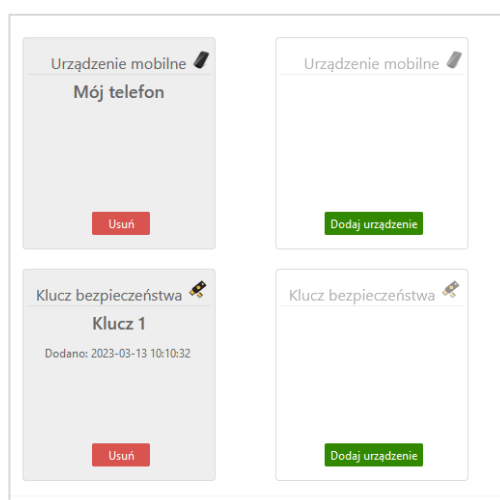 Urządzenie mobilne
Mój telefon
Usuń
Urządzenie mobilne
Dodaj urządzenie
Klucz bezpieczeństwa
Klucz 1
Dodano: 2023-03-13 10:10:32
Usuń
Klucz bezpieczeństwa
Dodaj urządzenie